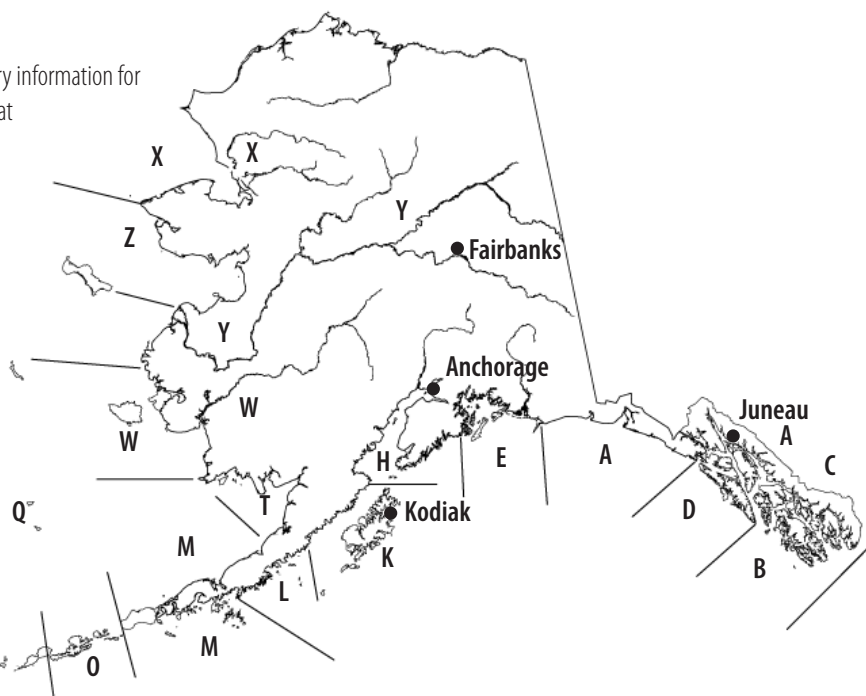 ry information for
at
X
X
Z
Y
Fairbanks
Y
Anchorage
W
W
Juneau
A
C
H
E
A
T
Q
Kodiak
D
M
K
B
L
M
O